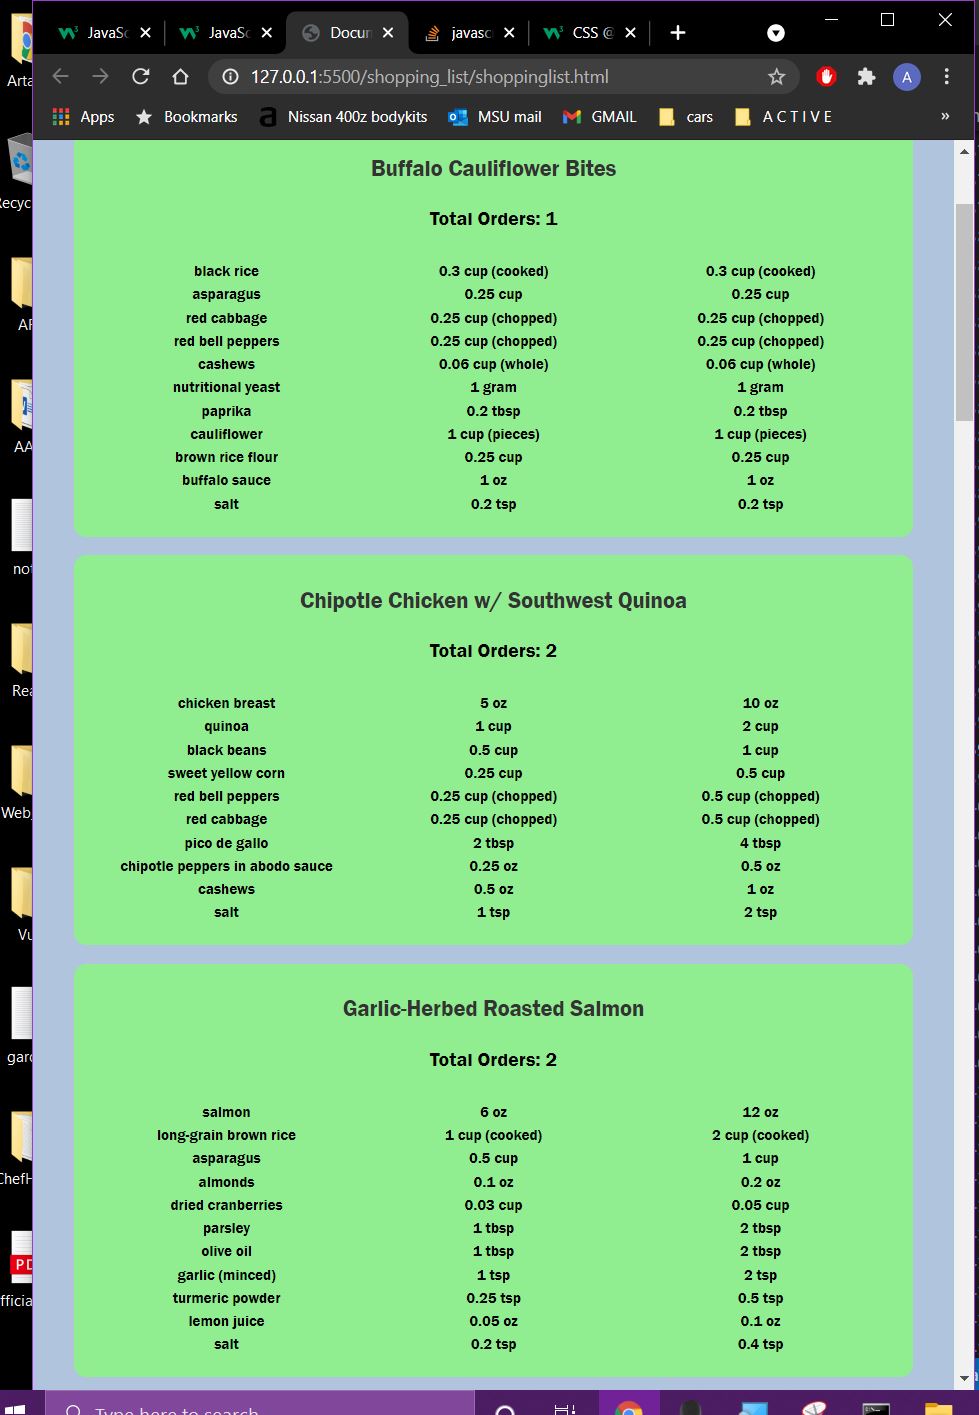 JavaSc JavaSc Docum javasc CSS @
127.0.0.1:5500/shopping_list/shoppinglist.html A
Apps Bookmarks a Nissan 400z bodykits MSU mail GMAIL cars A C T I V E »
Arta
ecyc
AF
AA
not
Rea
Web
Vu
garc
ChefH
PD
fficia
Buffalo Cauliflower Bites
Total Orders: 1
black rice 0.3 cup (cooked) 0.3 cup (cooked)
asparagus 0.25 cup 0.25 cup
red cabbage 0.25 cup (chopped) 0.25 cup (chopped)
red bell peppers 0.25 cup (chopped) 0.25 cup (chopped)
cashews 0.06 cup (whole) 0.06 cup (whole)
nutritional yeast 1 gram 1 gram
paprika 0.2 tbsp 0.2 tbsp
cauliflower 1 cup (pieces) 1 cup (pieces)
brown rice flour 0.25 cup 0.25 cup
buffalo sauce 1 oz 1 oz
salt 0.2 tsp 0.2 tsp
Chipotle Chicken w/ Southwest Quinoa
Total Orders: 2
chicken breast 5 oz 10 oz
quinoa 1 cup 2 cup
black beans 0.5 cup 1 cup
sweet yellow corn 0.25 cup 0.5 cup
red bell peppers 0.25 cup (chopped) 0.5 cup (chopped)
red cabbage 0.25 cup (chopped) 0.5 cup (chopped)
pico de gallo 2 tbsp 4 tbsp
chipotle peppers in abodo sauce 0.25 oz 0.5 oz
cashews 0.5 oz 1 oz
salt 1 tsp 2 tsp
Garlic-Herbed Roasted Salmon
Total Orders: 2
salmon 6 oz 12 oz
long-grain brown rice 1 cup (cooked) 2 cup (cooked)
asparagus 0.5 cup 1 cup
almonds 0.1 oz 0.2 oz
dried cranberries 0.03 cup 0.05 cup
parsley 1 tbsp 2 tbsp
olive oil 1 tbsp 2 tbsp
garlic (minced) 1 tsp 2 tsp
turmeric powder 0.25 tsp 0.5 tsp
lemon juice 0.05 oz 0.1 oz
salt 0.2 tsp 0.4 tsp
Type here to search